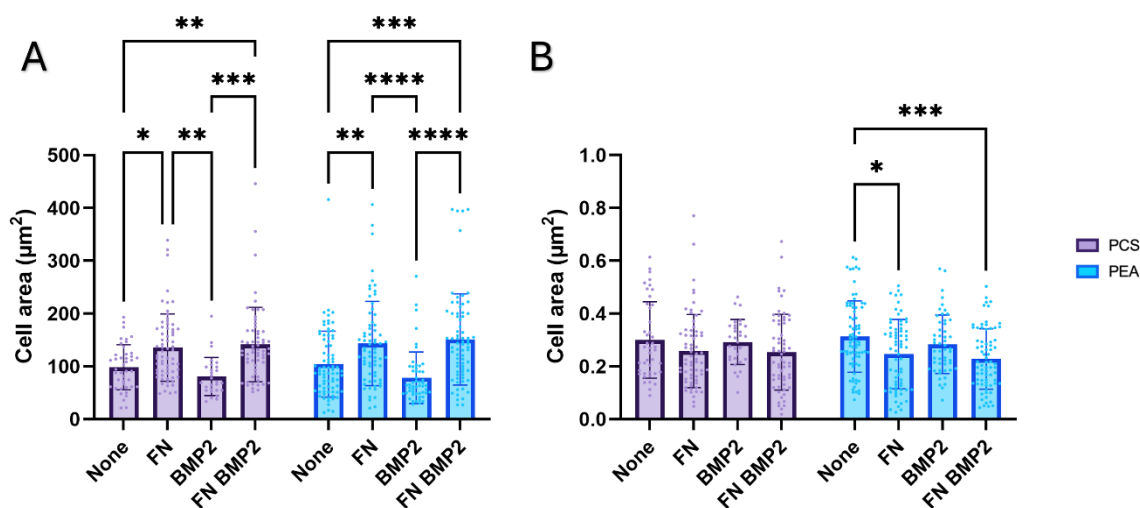 A
B
**
***
***
****
*
**
**
****
***
*
Cell area (µm²)
500
400
300
200
100
0
None
FN
BMP2
FN BMP2
None
FN
BMP2
FN BMP2
Cell area (µm²)
1.0
0.8
0.6
0.4
0.2
0.0
None
FN
BMP2
FN BMP2
None
FN
BMP2
FN BMP2
PCS
PEA